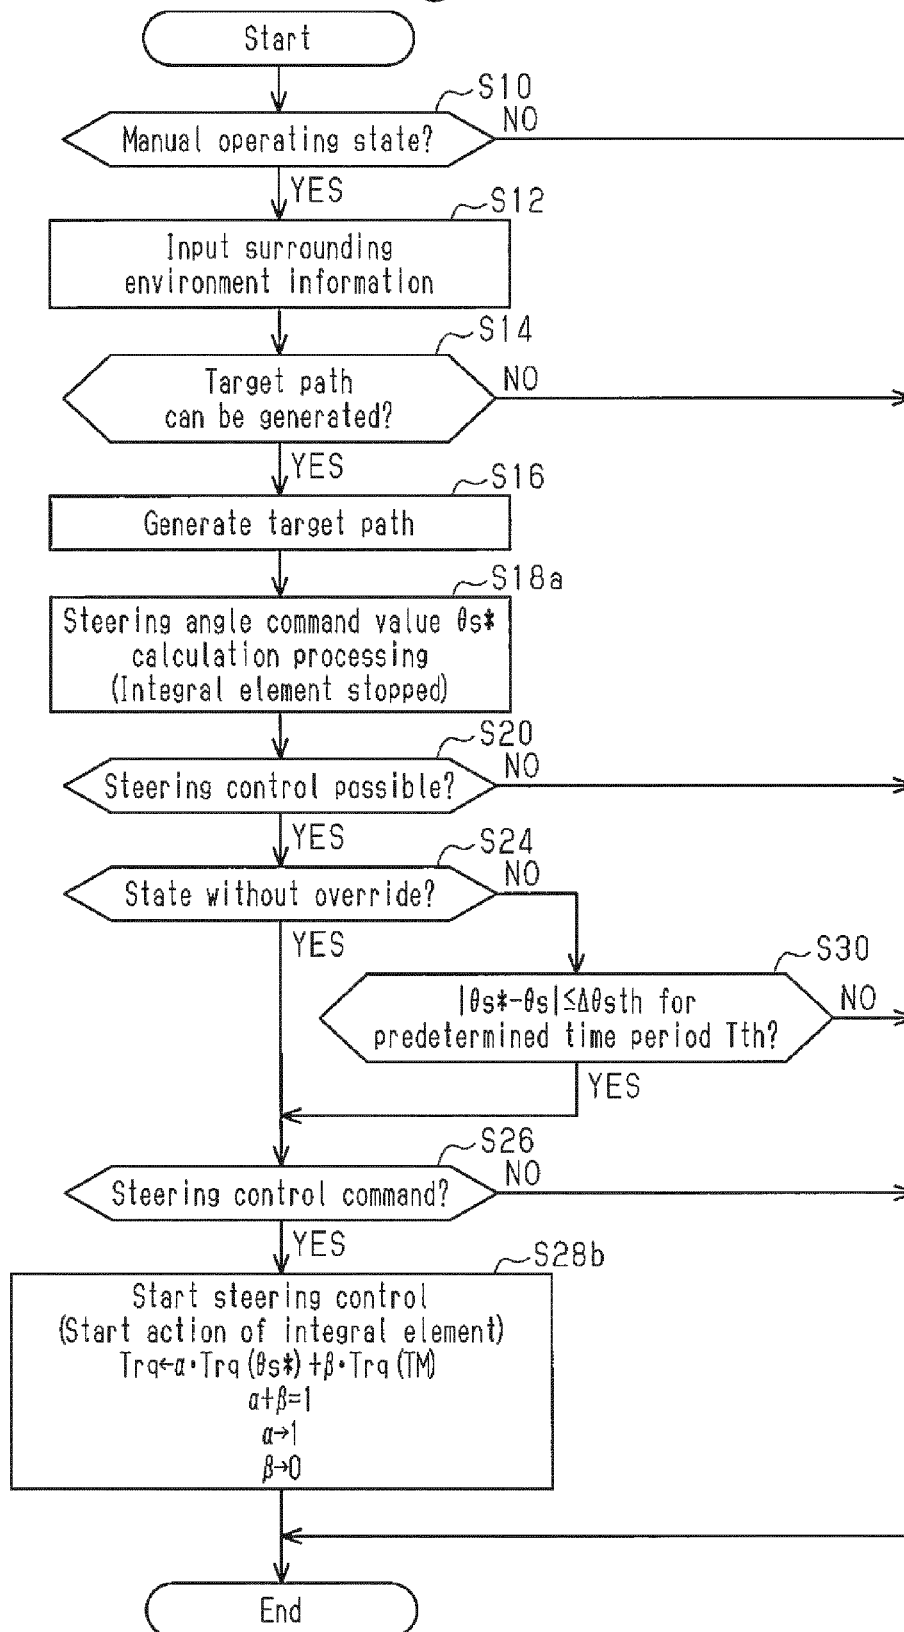 Start
S10
Manual operating state?
NO
YES
S12
Input surrounding
environment information
S14
Target path
can be generated?
NO
YES
S16
Generate target path
S18a
Steering angle command value θs*
calculation processing
(Integral element stopped)
S20
Steering control possible?
NO
YES
S24
State without override?
NO
YES
S30
|θs*-θs|≤Δθsth for
predetermined time period Tth?
NO
YES
S26
Steering control command?
NO
YES
S28b
Start steering control
(Start action of integral element)
Trq←α•Trq (θs*) +β•Trq (TM)
α+β=1
α→1
β→0
End